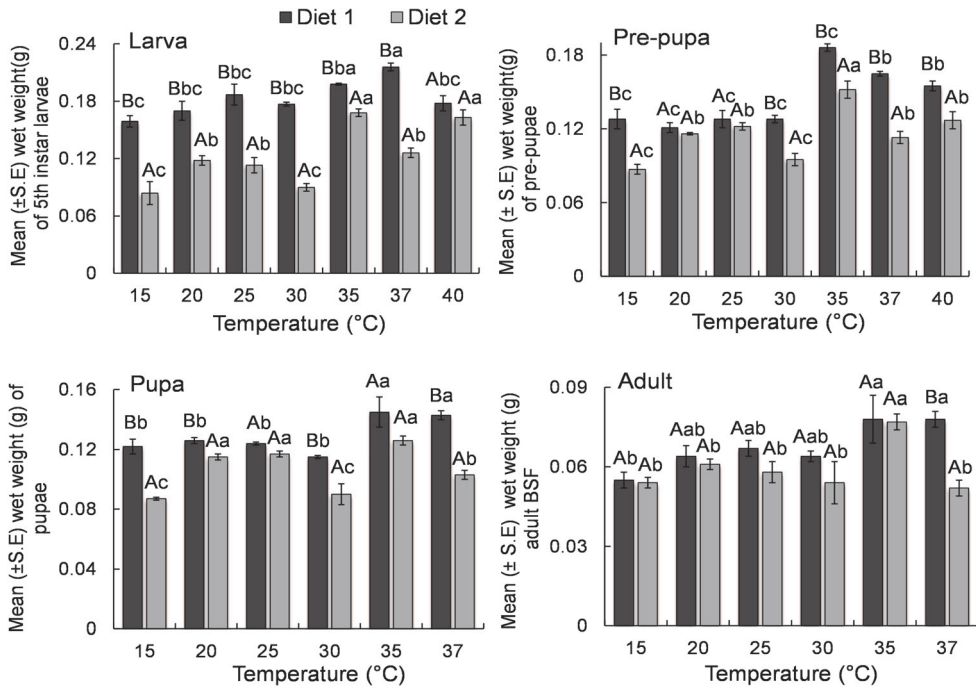 Diet 1 Diet 2
Larva
Mean (±S.E) wet weight(g)
of 5th instar larvae
0.24
0.18
0.12
0.06
0
Bc Ac Bbc Ab Bbc Ab Bbc Ac Bba Aa Ba Ab Abc Aa
15 20 25 30 35 37 40
Temperature (°C)
Pre-pupa
Mean (± S.E) wet weight(g)
of pre-pupae
0.18
0.12
0.06
0
Bc Ac Ac Ab Ac Ab Bc Ac Bc Aa Bb Ab Bb Ab
15 20 25 30 35 37 40
Temperature (°C)
Pupa
Mean (±S.E) wet weight (g) of
pupae
0.16
0.12
0.08
0.04
0
Bb Ac Bb Aa Ab Aa Bb Ac Aa Aa Ba Ab
15 20 25 30 35 37
Temperature (°C)
Adult
Mean (± S.E) wet weight (g)
adult BSF
0.09
0.06
0.03
0
Ab Ab Aab Ab Aab Ab Aab Ab Aa Aa Ba Ab
15 20 25 30 35 37
Temperature (°C)